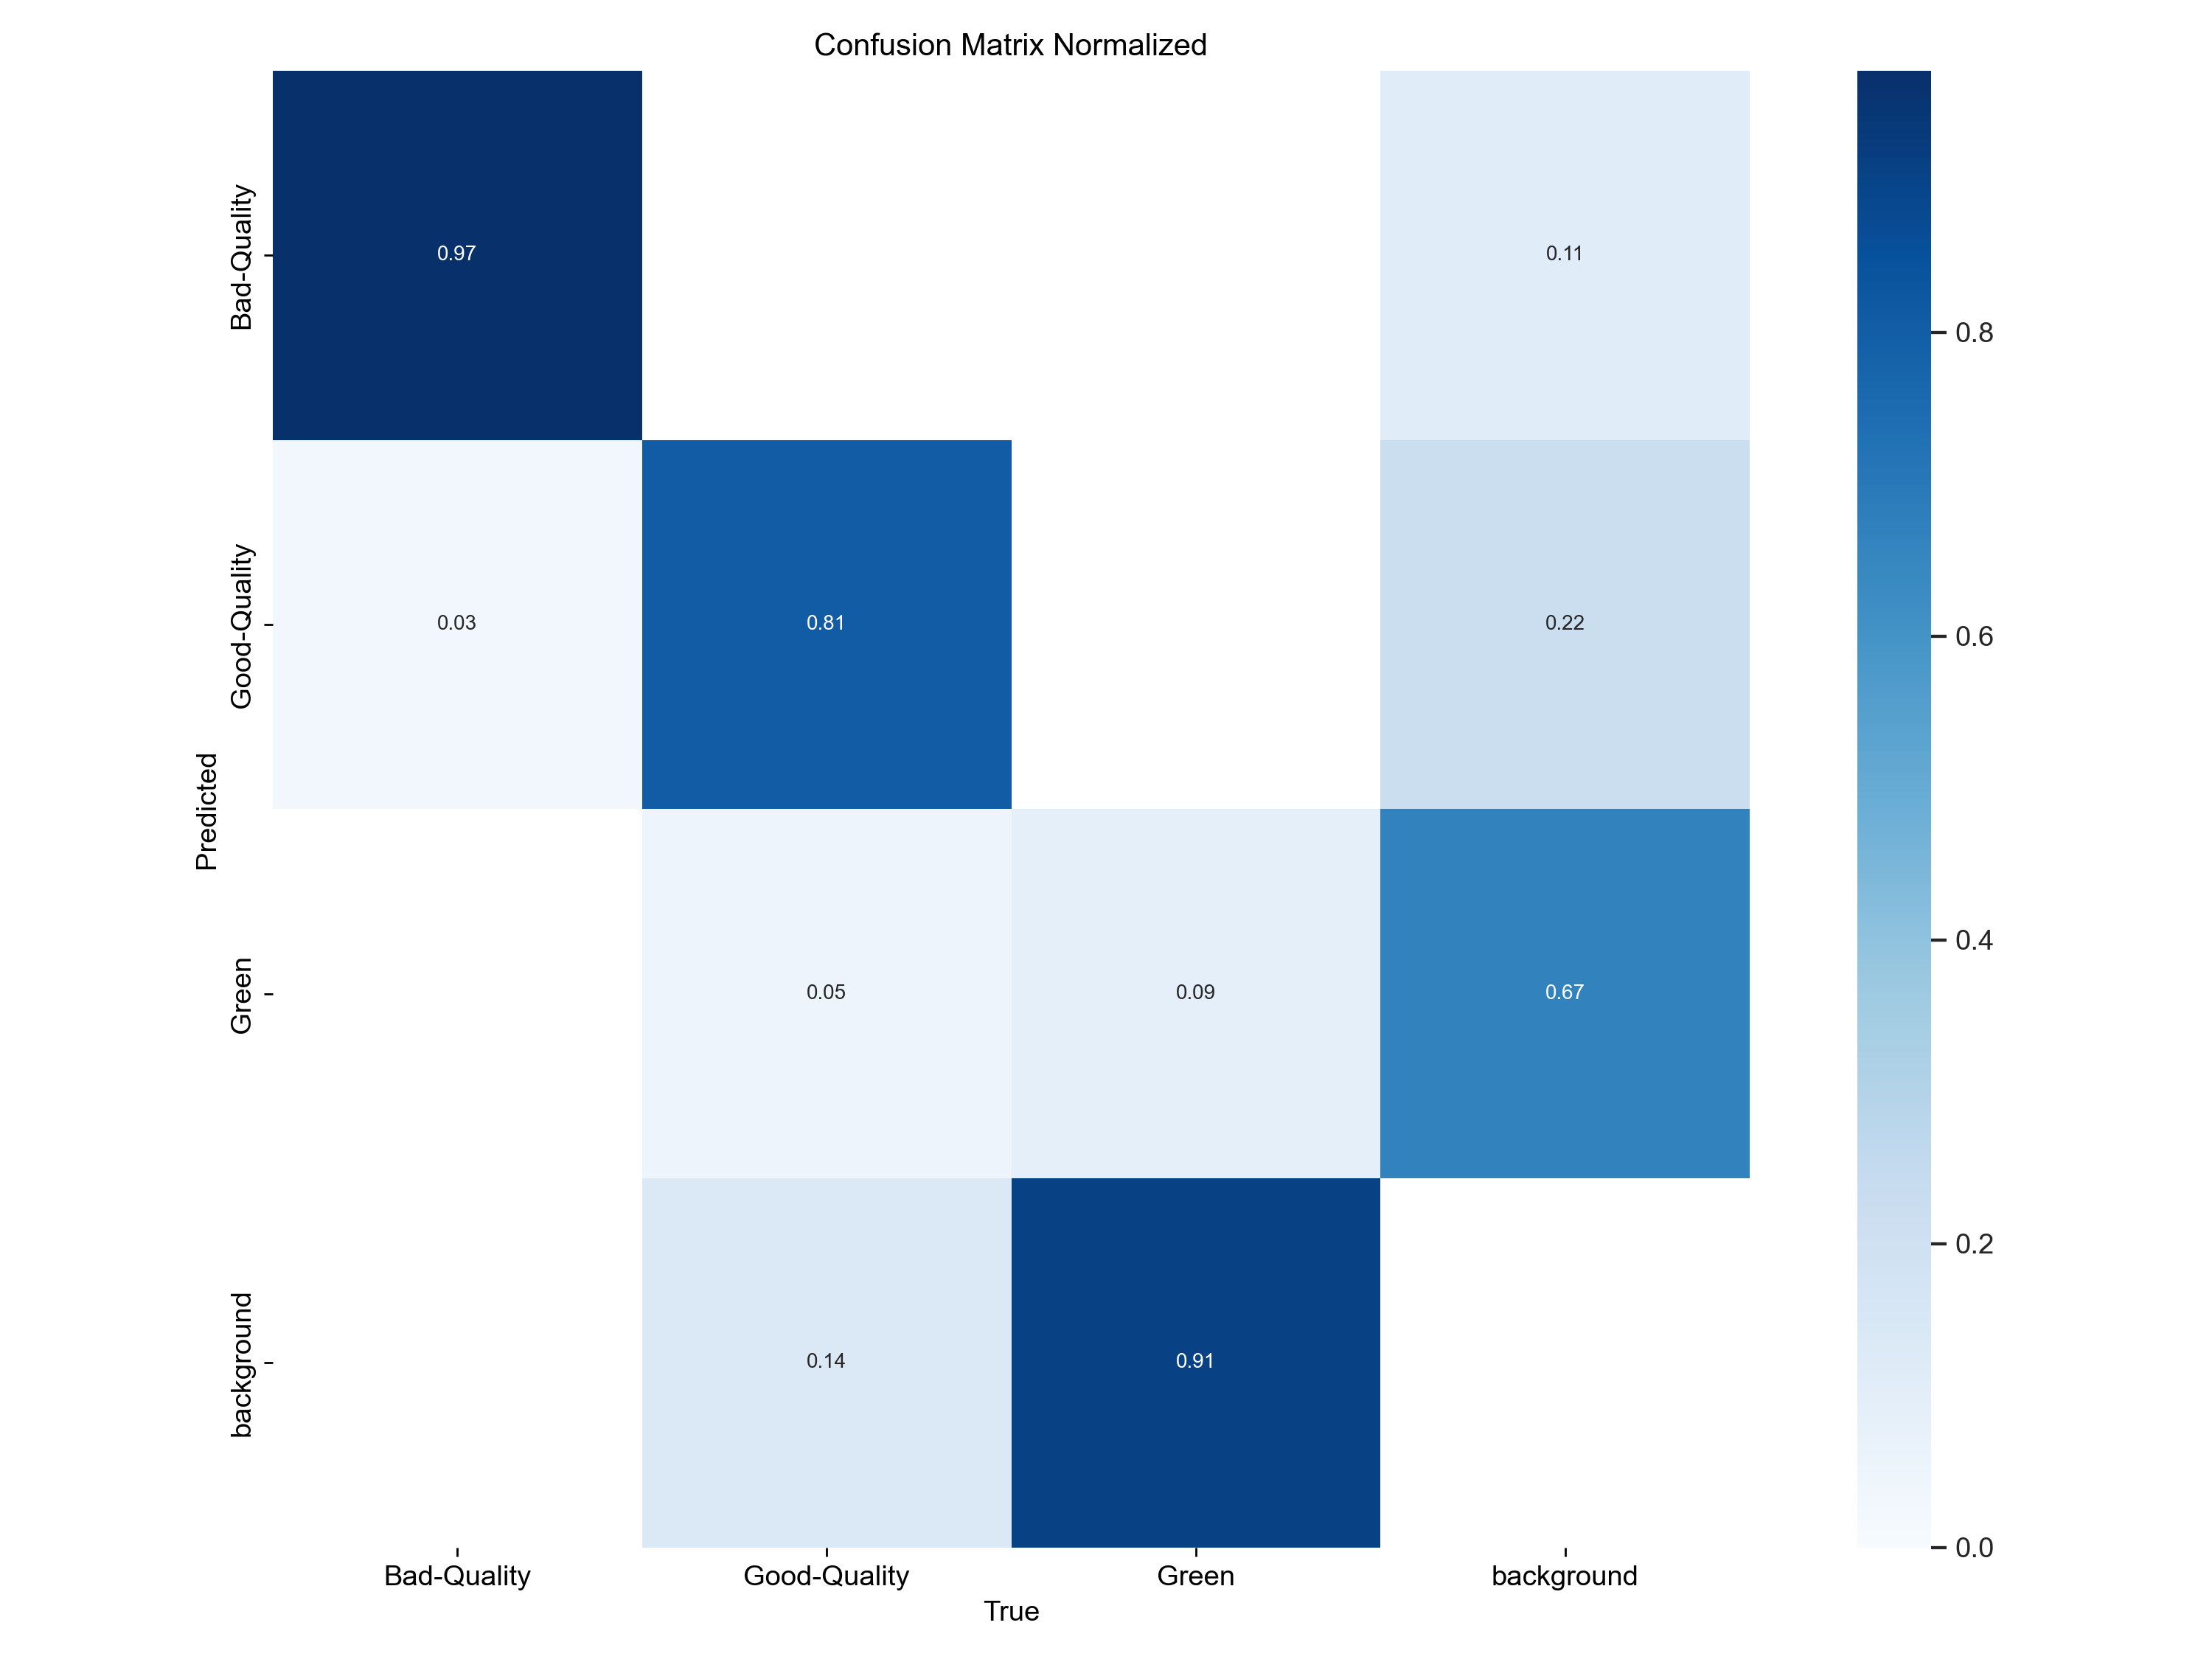 Confusion Matrix Normalized
Bad-Quality
0.97
0.11
0.8
Good-Quality
0.03
0.81
0.22
0.6
Predicted
Green
0.05
0.09
0.67
0.4
background
0.14
0.91
0.2
0.0
Bad-Quality
Good-Quality
Green
background
True